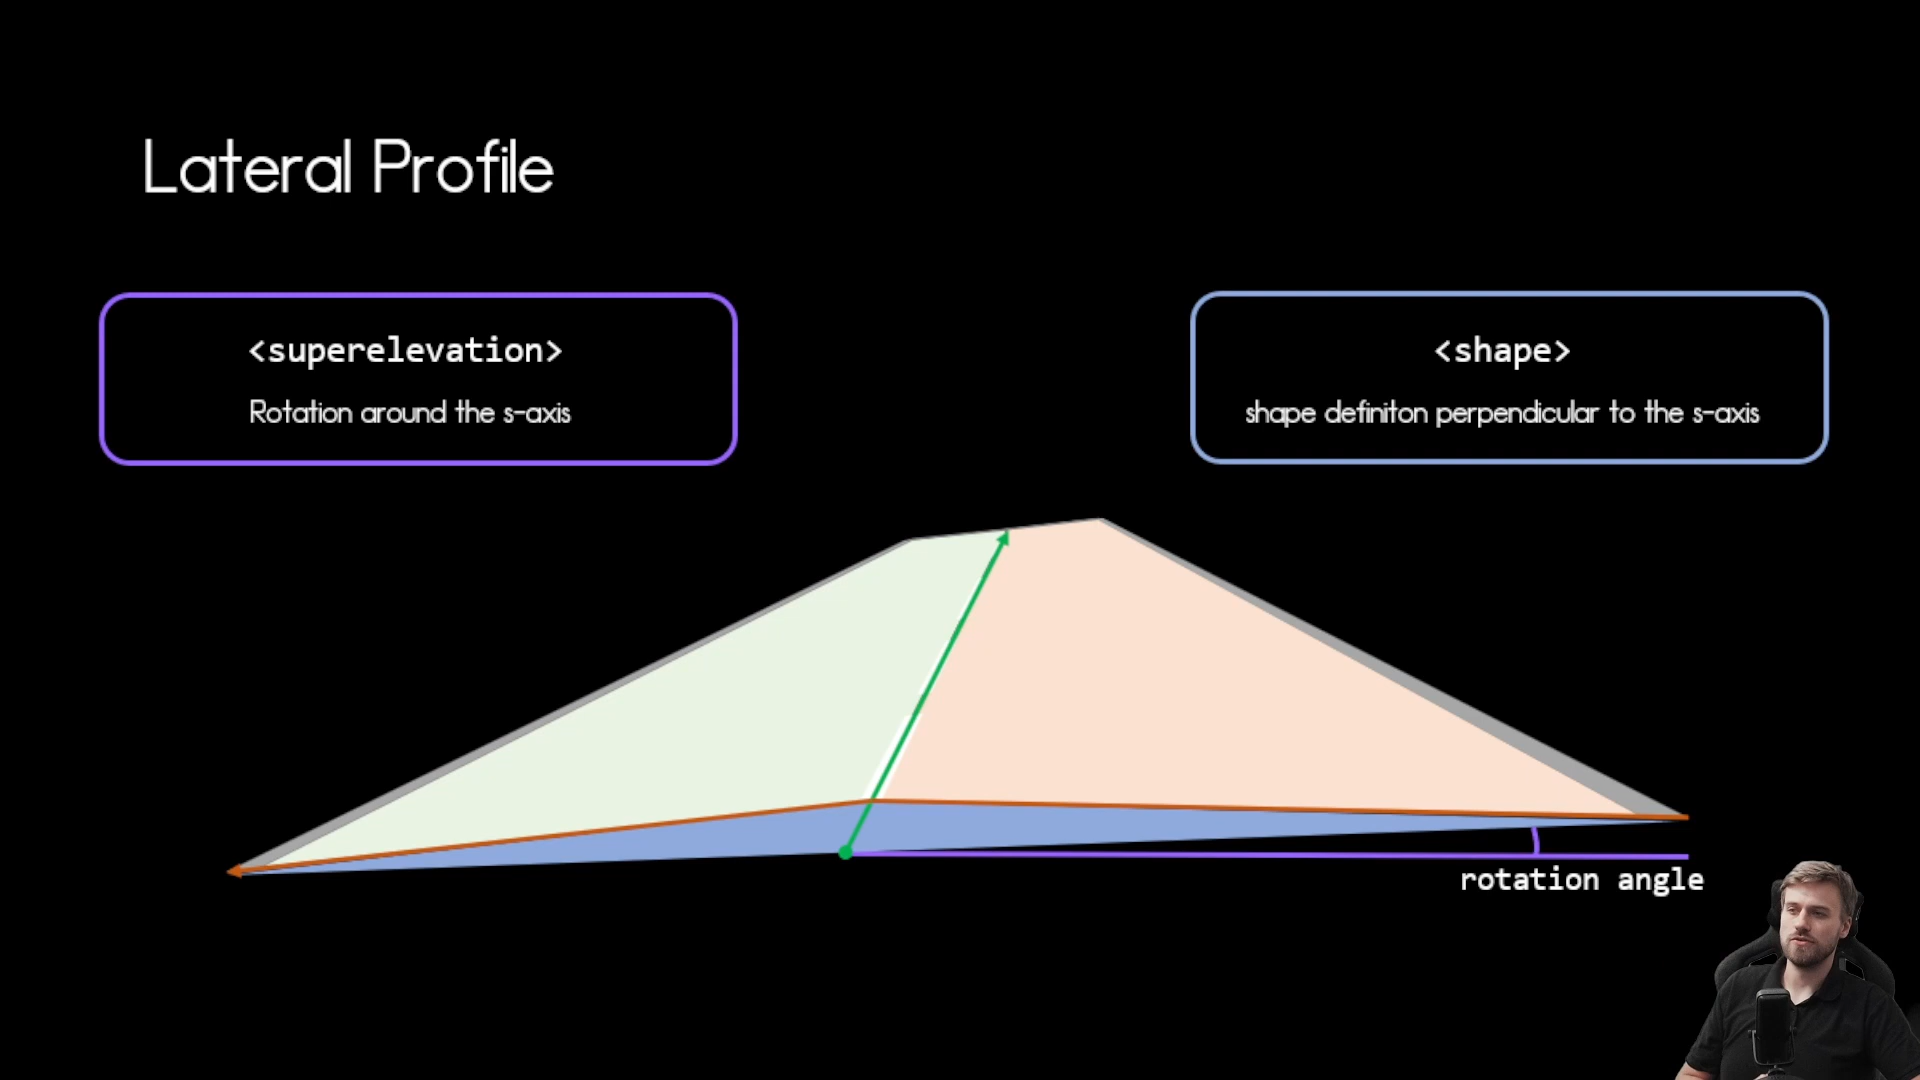 Lateral Profile
<superelevation>
Rotation around the s-axis
<shape>
shape definiton perpendicular to the s-axis
rotation angle